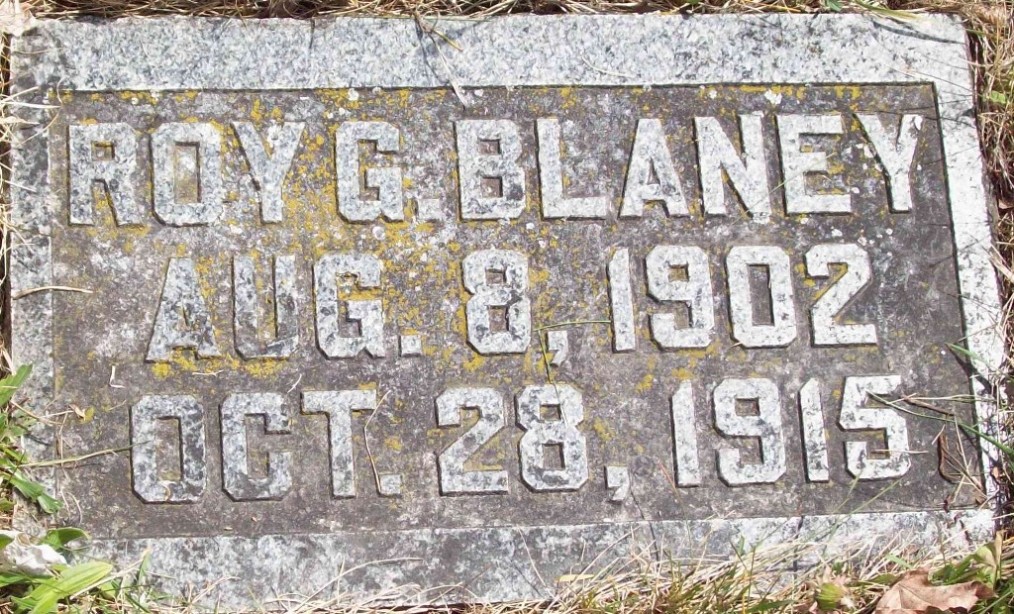 ROY G. BLANEY
AUG. 8, 1902
OCT. 28, 1915